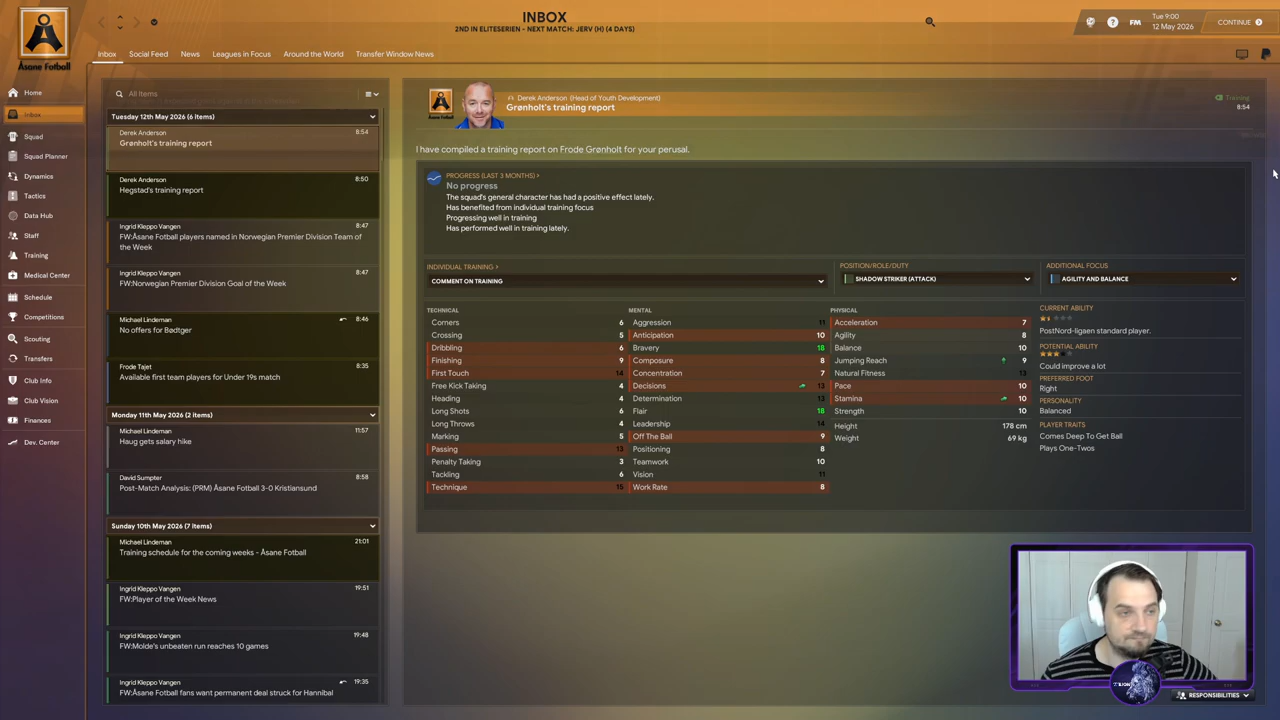 Åsane Fotball
INBOX
2ND IN ELITESERIEN - NEXT MATCH: JERV (H) (4 DAYS)
FM
Tue 9:00
12 May 2026
CONTINUE
Inbox
Social Feed
News
Leagues in Focus
Around the World
Transfer Window News
Home
Inbox
Squad
Squad Planner
Dynamics
Tactics
Data Hub
Staff
Training
Medical Center
Schedule
Competitions
Scouting
Transfers
Club Info
Club Vision
Finances
Dev. Center
All Items
Tuesday 12th May 2026 (6 items)
Derek Anderson 8:54
Grønholt's training report
Derek Anderson 8:50
Hegstad's training report
Ingrid Kleppo Vangen 8:47
FW:Åsane Fotball players named in Norwegian Premier Division Team of
the Week
Ingrid Kleppo Vangen 8:47
FW:Norwegian Premier Division Goal of the Week
Michael Lindeman 8:46
No offers for Bødtger
Frode Tajet 8:35
Available first team players for Under 19s match
Monday 11th May 2026 (2 items)
Michael Lindeman 11:57
Haug gets salary hike
David Sumpter 8:58
Post-Match Analysis: (PRM) Åsane Fotball 3-0 Kristiansund
Sunday 10th May 2026 (7 items)
Michael Lindeman 21:01
Training schedule for the coming weeks - Åsane Fotball
Ingrid Kleppo Vangen 19:51
FW:Player of the Week News
Ingrid Kleppo Vangen 19:48
FW:Molde's unbeaten run reaches 10 games
Ingrid Kleppo Vangen 19:35
FW:Åsane Fotball fans want permanent deal struck for Hannibal
Derek Anderson (Head of Youth Development)
Grønholt's training report
Training
8:54
I have compiled a training report on Frode Grønholt for your perusal.
PROGRESS (LAST 3 MONTHS) >
No progress
The squad's general character has had a positive effect lately.
Has benefited from individual training focus
Progressing well in training
Has performed well in training lately.
INDIVIDUAL TRAINING >
COMMENT ON TRAINING
POSITION/ROLE/DUTY
SHADOW STRIKER (ATTACK)
ADDITIONAL FOCUS
AGILITY AND BALANCE
TECHNICAL
Corners 6
Crossing 5
Dribbling 6
Finishing 9
First Touch 14
Free Kick Taking 4
Heading 4
Long Shots 6
Long Throws 4
Marking 5
Passing 13
Penalty Taking 3
Tackling 6
Technique 15
MENTAL
Aggression 11
Anticipation 10
Bravery 18
Composure 8
Concentration 7
Decisions 13
Determination 13
Flair 18
Leadership 14
Off The Ball 9
Positioning 8
Teamwork 10
Vision 11
Work Rate 8
PHYSICAL
Acceleration 7
Agility 8
Balance 10
Jumping Reach 9
Natural Fitness 13
Pace 10
Stamina 10
Strength 10
Height 178 cm
Weight 69 kg
CURRENT ABILITY
PostNord-ligaen standard player.
POTENTIAL ABILITY
Could improve a lot
PREFERRED FOOT
Right
PERSONALITY
Balanced
PLAYER TRAITS
Comes Deep To Get Ball
Plays One-Twos
RESPONSIBILITIES